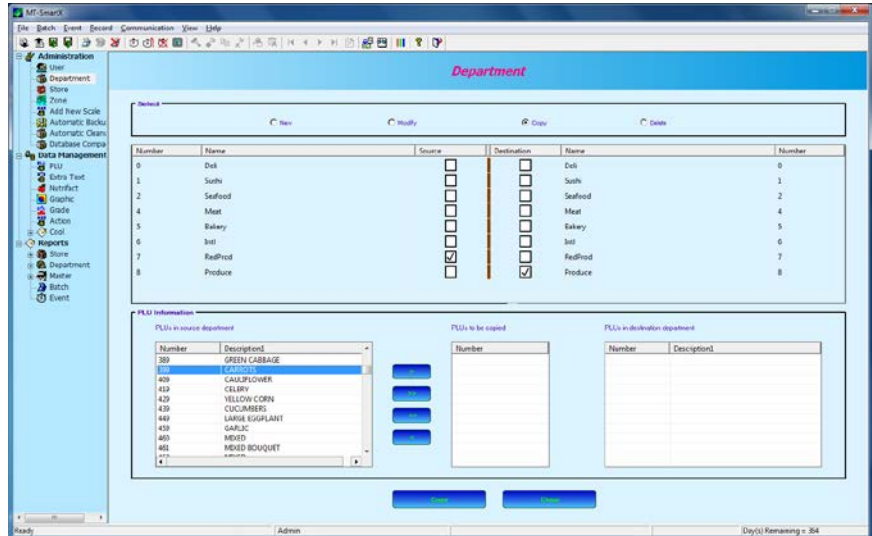 MT-SmartX
File Batch Event Record Communication View Help
Administration
User
Department
Store
Zone
Add New Scale
Automatic Backu
Automatic Cleanu
Database Compa
Data Management
PLU
Extra Text
Nutrifact
Graphic
Grade
Action
Cool
Reports
Store
Department
Master
Batch
Event
Department
Select
New Modify Copy Delete
Number Name Source Destination Name Number
0 Deli Deli 0
1 Sushi Sushi 1
2 Seafood Seafood 2
4 Meat Meat 4
5 Bakery Bakery 5
6 Intl Intl 6
7 RedProd RedProd 7
8 Produce Produce 8
PLU Information
PLUs in source department PLUs to be copied PLUs in destination department
Number Description1 Number Number Description1
389 GREEN CABBAGE
399 CARROTS
409 CAULIFLOWER
419 CELERY
429 YELLOW CORN
439 CUCUMBERS
449 LARGE EGGPLANT
459 GARLIC
460 MIXED
461 MIXED BOUQUET
Ready Admin Day(s) Remaining = 364